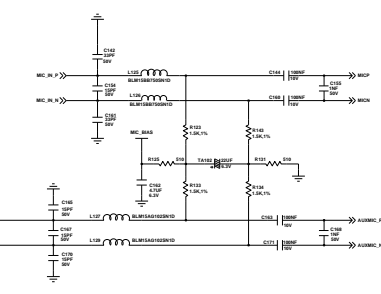 C142
33PF
50V
L125
BLM15BB750SN1D
MIC_IN_P
C144
100NF
10V
MICP
C154
15PF
50V
C155
1NF
50V
L126
BLM15BB750SN1D
MIC_IN_N
C160
100NF
10V
MICN
C161
33PF
50V
R123
1.5K,1%
R142
1.5K,1%
MIC_BIAS
R125
510
TA102
22UF
6.3V
R131
510
C162
4.7UF
6.3V
R133
1.5K,1%
R134
1.5K,1%
C165
15PF
50V
L127
BLM15AG102SN1D
C163
100NF
10V
AUXMIC_P
C167
15PF
50V
C168
1NF
50V
L128
BLM15AG102SN1D
C171
100NF
10V
C170
15PF
50V